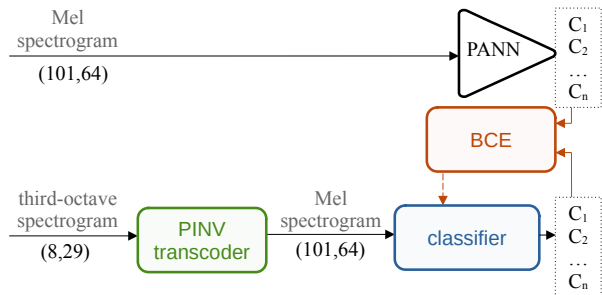 Mel
spectrogram
(101,64)
PANN
C1
C2
...
Cn
BCE
third-octave
spectrogram
(8,29)
PINV
transcoder
Mel
spectrogram
(101,64)
classifier
C1
C2
...
Cn